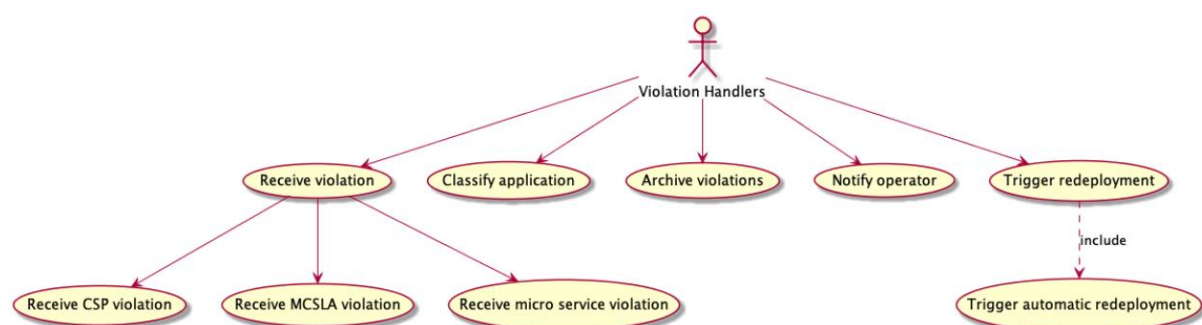 Violation Handlers
Receive violation
Classify application
Archive violations
Notify operator
Trigger redeployment
include
Receive CSP violation
Receive MCSLA violation
Receive micro service violation
Trigger automatic redeployment